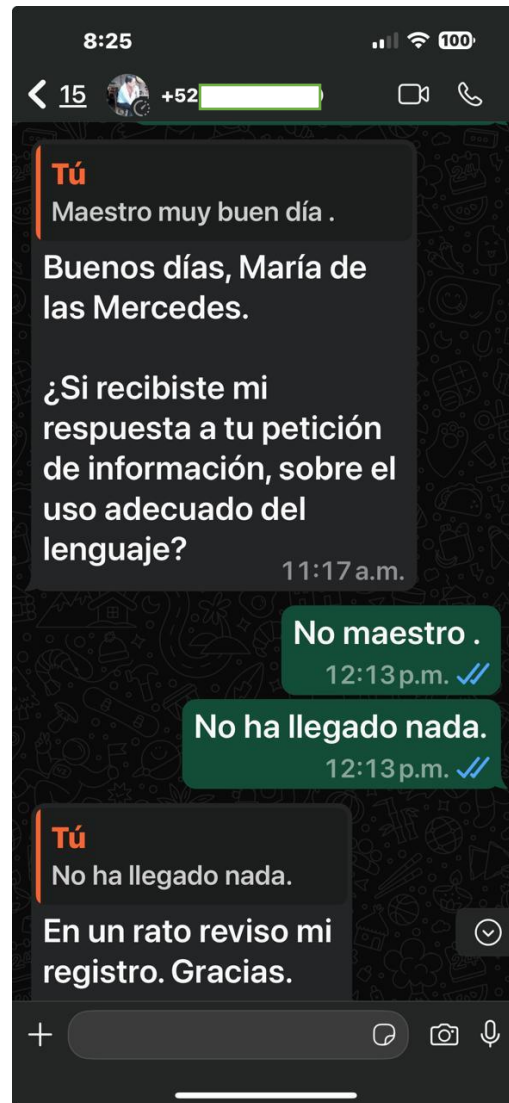 8:25
100
15
+52
Tú
Maestro muy buen día .
Buenos días, María de
las Mercedes.
¿Si recibiste mi
respuesta a tu petición
de información, sobre el
uso adecuado del
lenguaje?
11:17 a.m.
No maestro .
12:13 p.m.
No ha llegado nada.
12:13 p.m.
Tú
No ha llegado nada.
En un rato reviso mi
registro. Gracias.